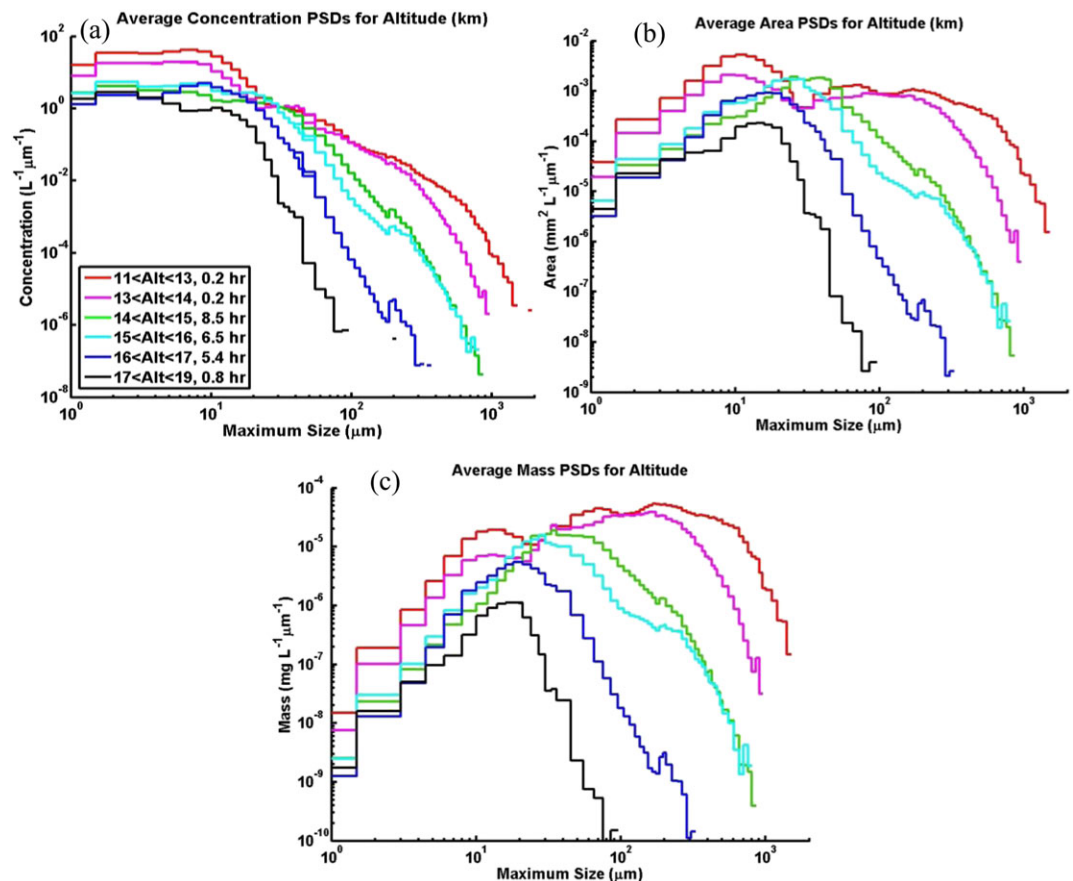 (a)
Average Concentration PSDs for Altitude (km)
10^2
10^0
10^-2
10^-4
10^-6
10^-8
Concentration (L^-1 μm^-1)
11<Alt<13, 0.2 hr
13<Alt<14, 0.2 hr
14<Alt<15, 8.5 hr
15<Alt<16, 6.5 hr
16<Alt<17, 5.4 hr
17<Alt<19, 0.8 hr
10^0 10^1 10^2 10^3
Maximum Size (μm)
(b)
Average Area PSDs for Altitude (km)
10^-2
10^-3
10^-4
10^-5
10^-6
10^-7
10^-8
10^-9
Area (mm^2 L^-1 μm^-1)
10^0 10^1 10^2 10^3
Maximum Size (μm)
(c)
Average Mass PSDs for Altitude
10^-4
10^-5
10^-6
10^-7
10^-8
10^-9
10^-10
Mass (mg L^-1 μm^-1)
10^0 10^1 10^2 10^3
Maximum Size (μm)